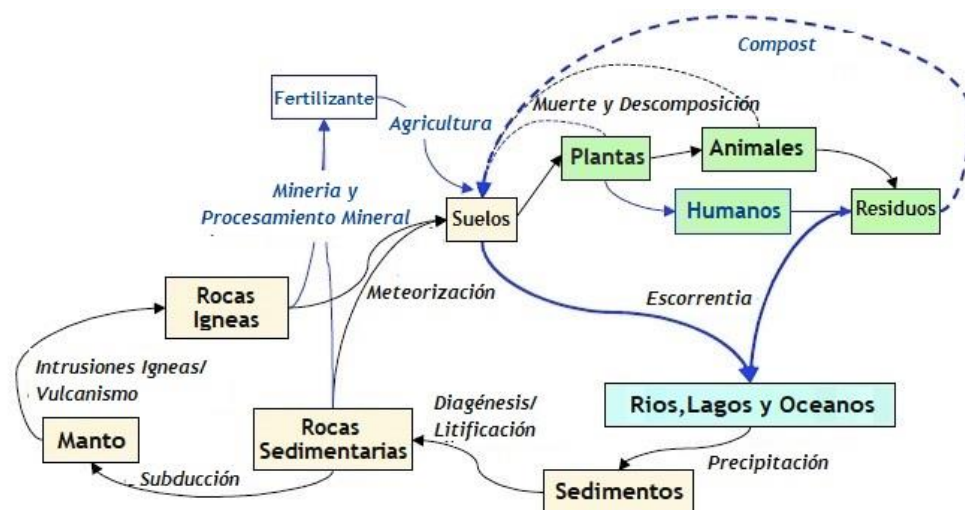 Compost
Fertilizante
Agricultura
Muerte y Descomposición
Plantas
Animales
Mineria y
Procesamiento Mineral
Suelos
Humanos
Residuos
Rocas
Igneas
Meteorización
Escorrentia
Intrusiones Igneas/
Vulcanismo
Manto
Subducción
Rocas
Sedimentarias
Diagénesis/
Litificación
Rios,Lagos y Oceanos
Precipitación
Sedimentos